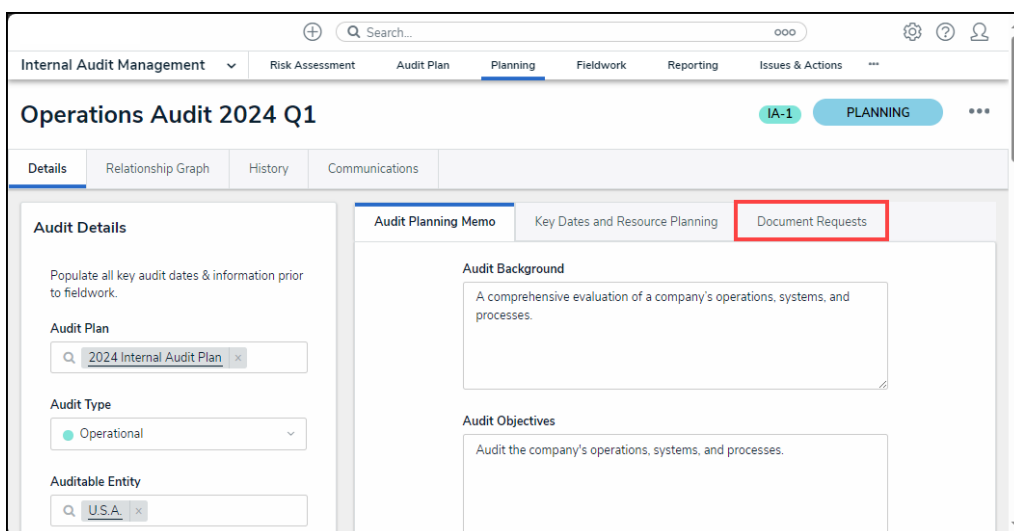 Search...
Internal Audit Management Risk Assessment Audit Plan Planning Fieldwork Reporting Issues & Actions
Operations Audit 2024 Q1 IA-1 PLANNING
Details Relationship Graph History Communications
Audit Details
Populate all key audit dates & information prior
to fieldwork.
Audit Plan
2024 Internal Audit Plan ×
Audit Type
Operational
Auditable Entity
U.S.A. ×
Audit Planning Memo Key Dates and Resource Planning Document Requests
Audit Background
A comprehensive evaluation of a company's operations, systems, and
processes.
Audit Objectives
Audit the company's operations, systems, and processes.